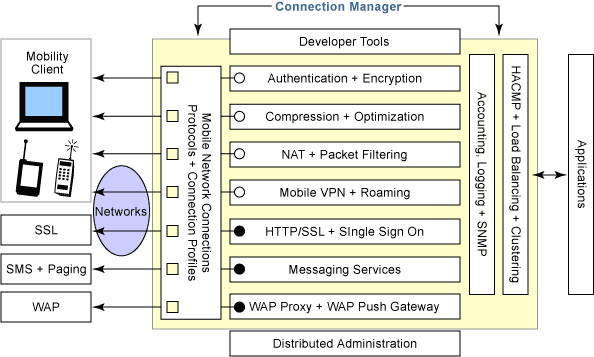 Connection Manager
Developer Tools
Mobility
Client
SSL
SMS + Paging
WAP
Networks
Mobile Network Connections
Protocols + Connection Profiles
Authentication + Encryption
Compression + Optimization
NAT + Packet Filtering
Mobile VPN + Roaming
HTTP/SSL + SIngle Sign On
Messaging Services
WAP Proxy + WAP Push Gateway
Accounting, Logging + SNMP
HACMP + Load Balancing + Clustering
Applications
Distributed Administration